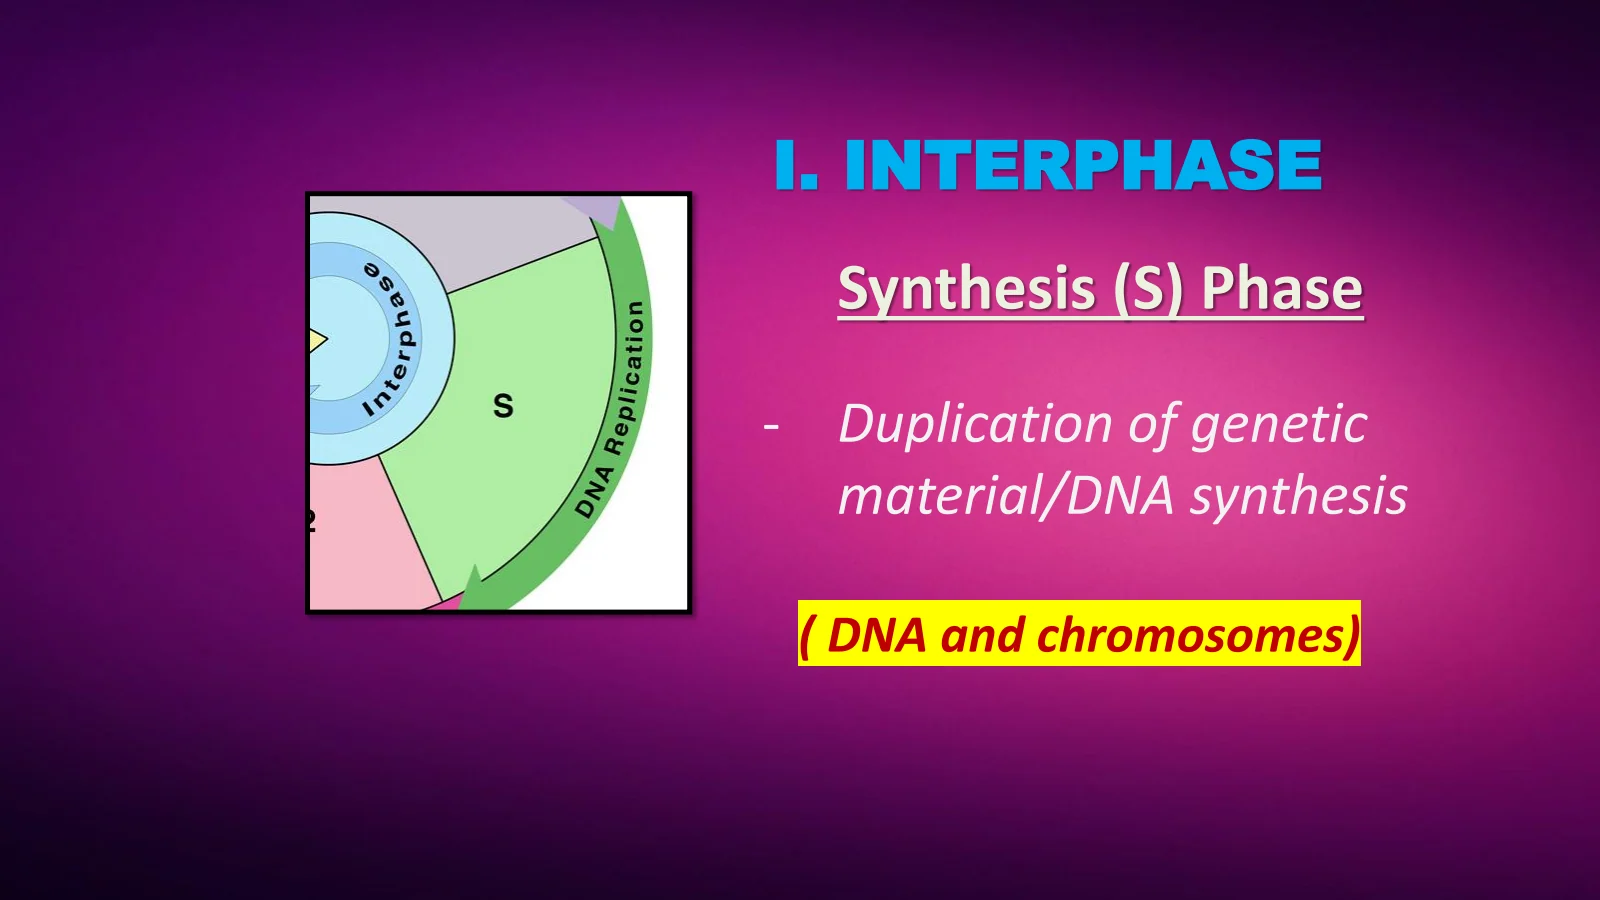 I. INTERPHASE
Synthesis (S) Phase
- Duplication of genetic
material/DNA synthesis
( DNA and chromosomes)
Interphase
S
DNA Replication